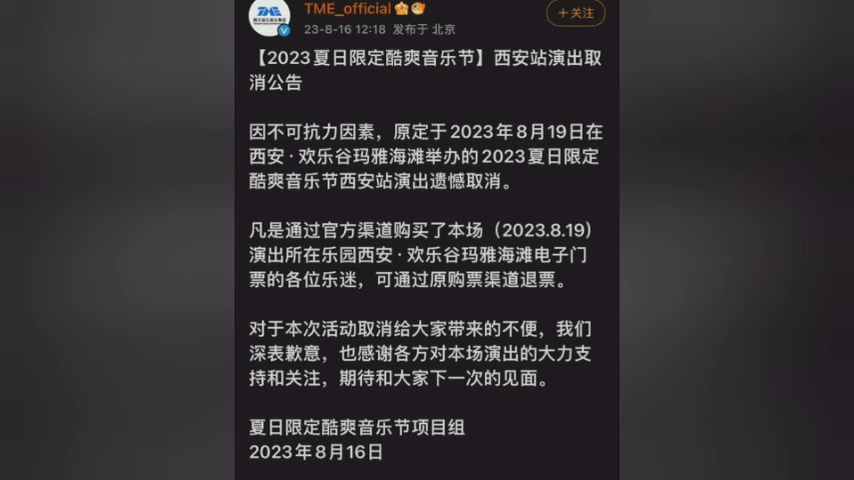 TME_official
+关注
23-8-16 12:18 发布于 北京
TME
【2023夏日限定酷爽音乐节】西安站演出取
消公告
因不可抗力因素，原定于2023年8月19日在
西安·欢乐谷玛雅海滩举办的2023夏日限定
酷爽音乐节西安站演出遗憾取消。
凡是通过官方渠道购买了本场（2023.8.19）
演出所在乐园西安·欢乐谷玛雅海滩电子门
票的各位乐迷，可通过原购票渠道退票。
对于本次活动取消给大家带来的不便，我们
深表歉意，也感谢各方对本场演出的大力支
持和关注，期待和大家下一次的见面。
夏日限定酷爽音乐节项目组
2023年8月16日